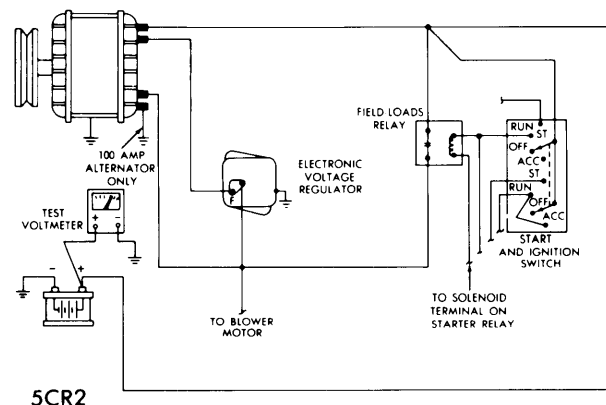 FIELD LOADS
RELAY
RUN
ST
OFF
ACC
ST
RUN
OFF
ACC
START
AND IGNITION
SWITCH
100 AMP
ALTERNATOR
ONLY
ELECTRONIC
VOLTAGE
REGULATOR
F
TEST
VOLTMETER
+ -
- +
TO BLOWER
MOTOR
TO SOLENOID
TERMINAL ON
STARTER RELAY
5CR2